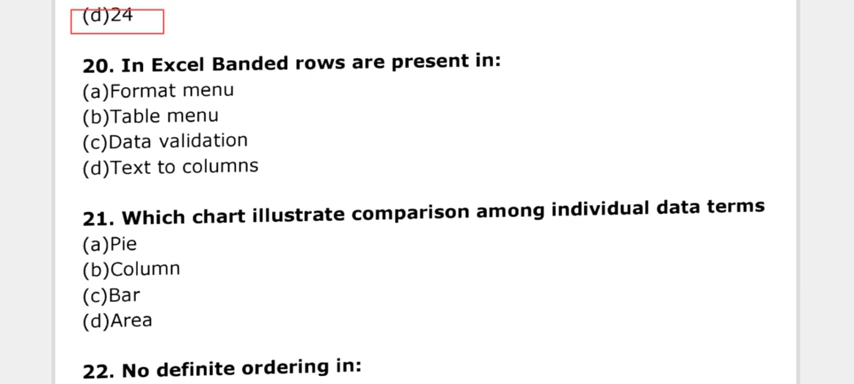 (d)24
20. In Excel Banded rows are present in:
(a)Format menu
(b)Table menu
(c)Data validation
(d)Text to columns
21. Which chart illustrate comparison among individual data terms
(a)Pie
(b)Column
(c)Bar
(d)Area
22. No definite ordering in: